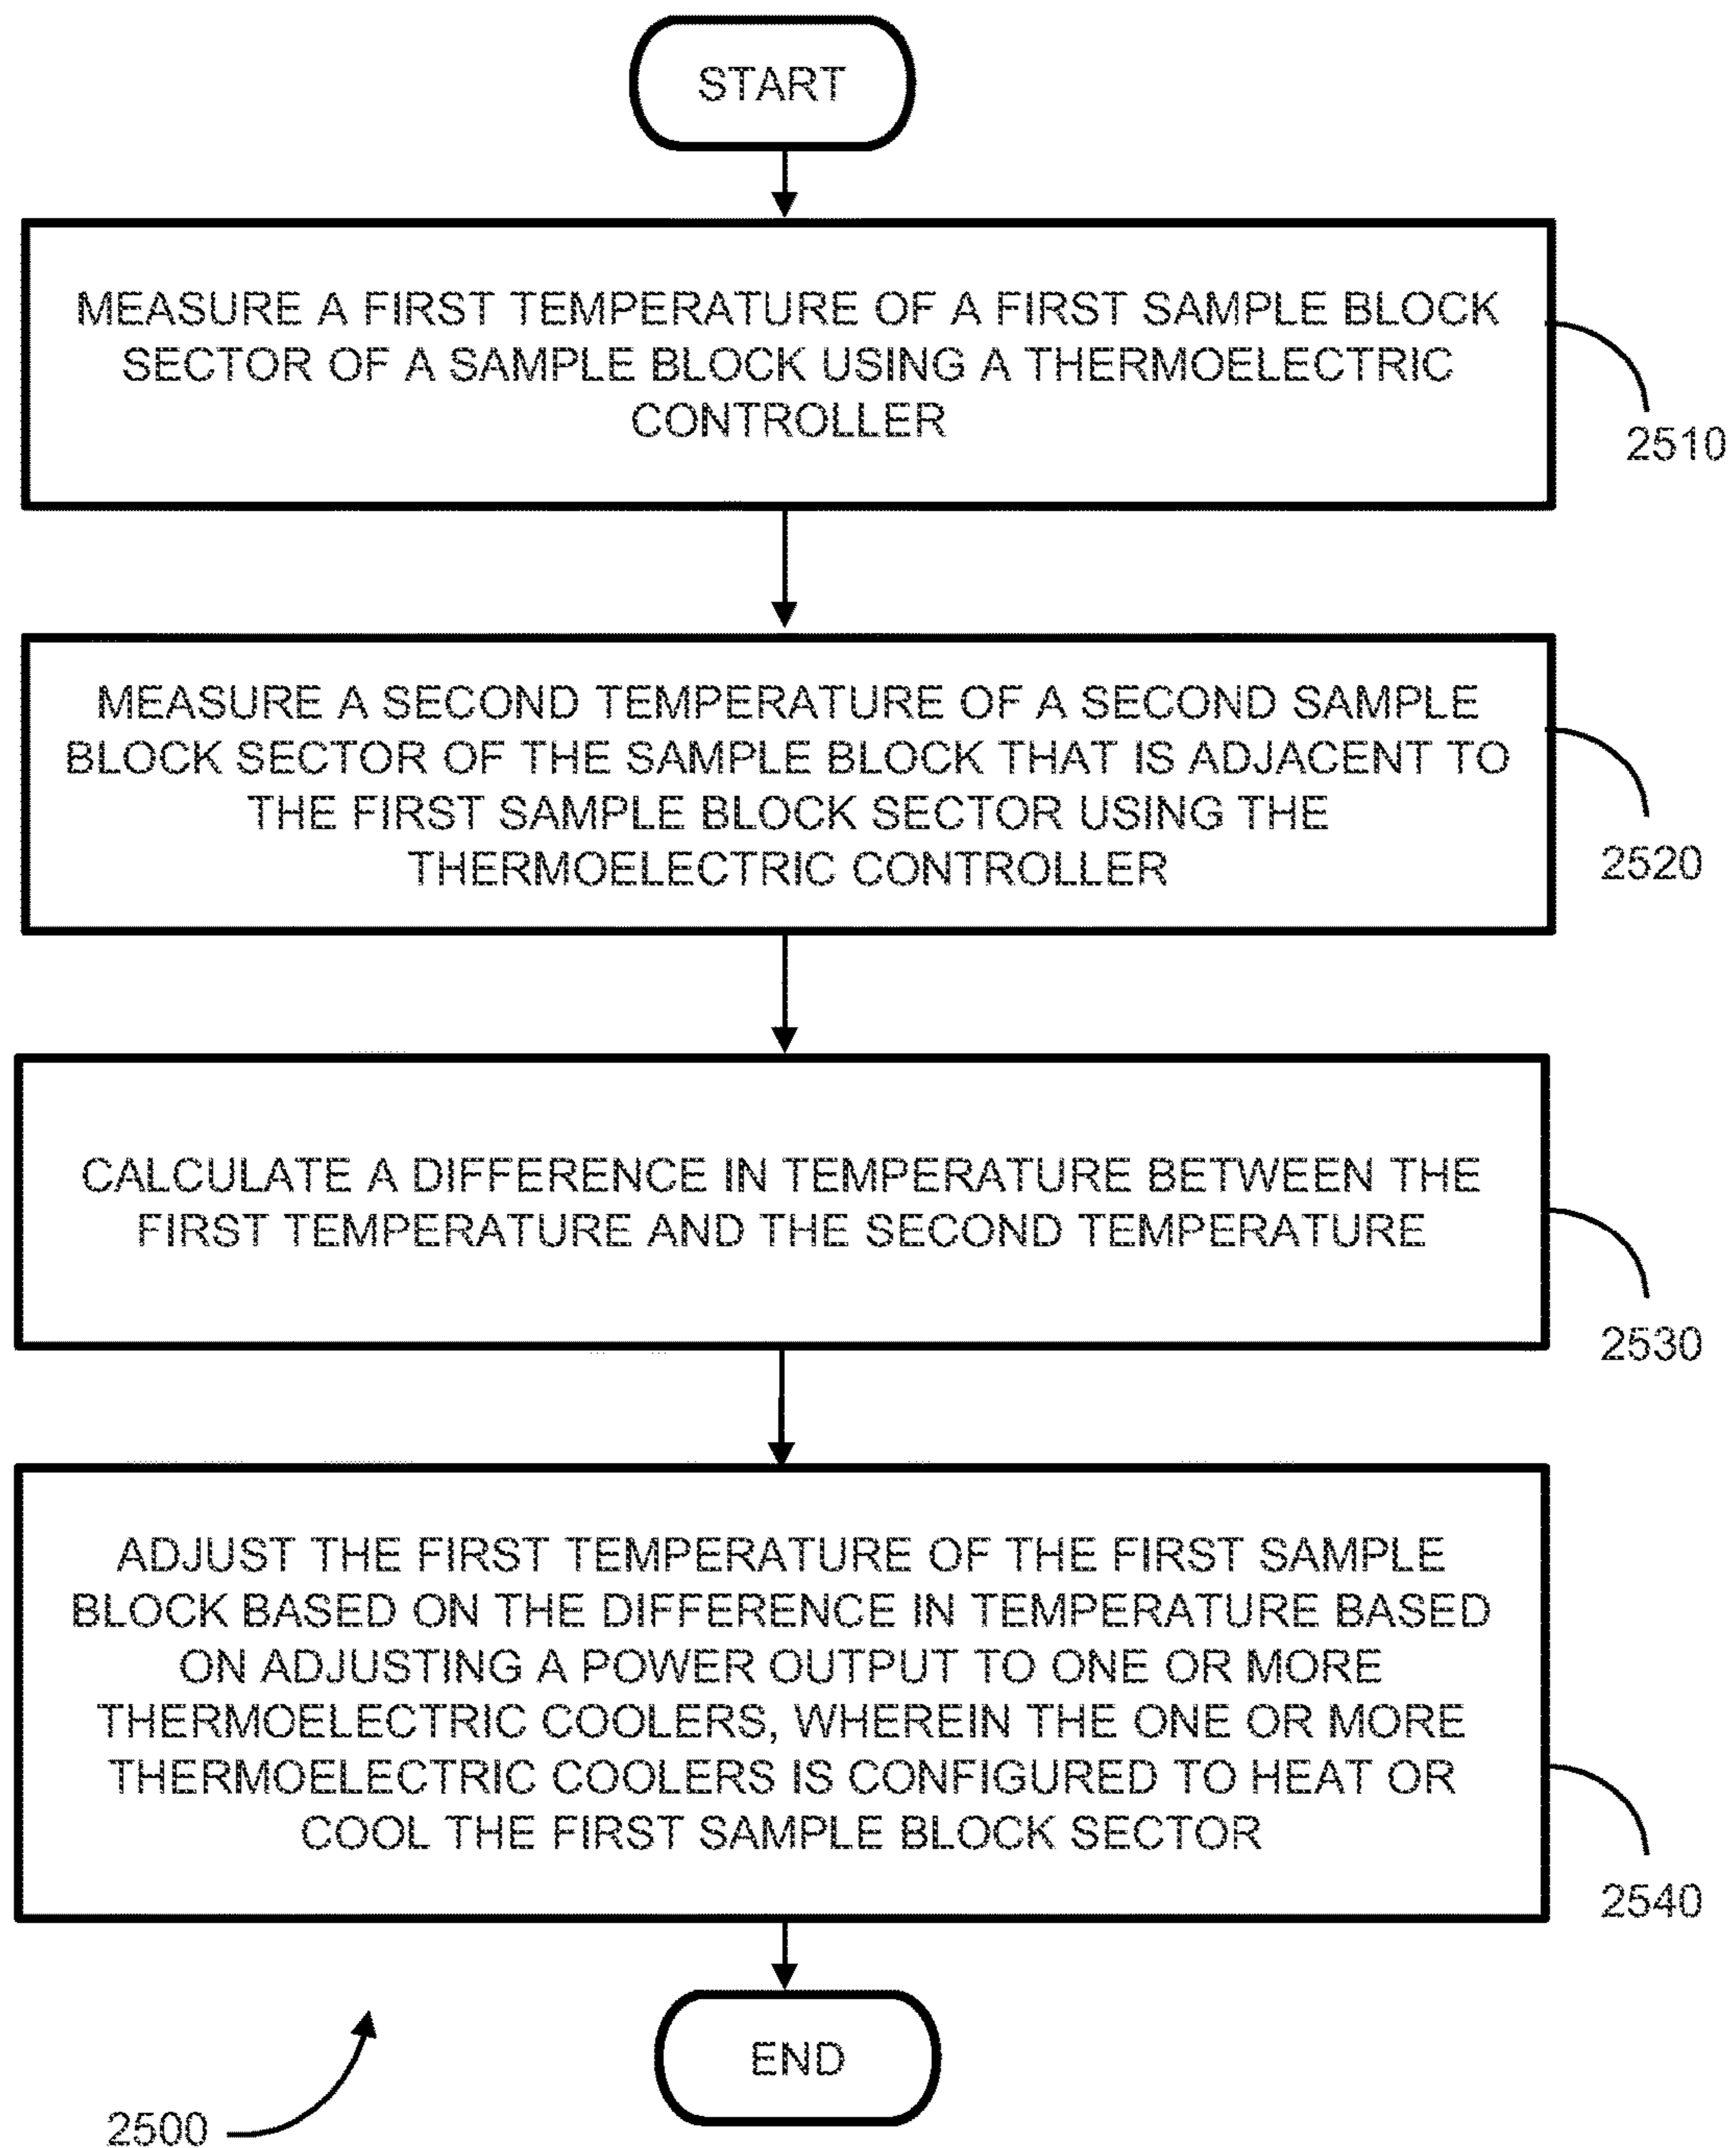 START
MEASURE A FIRST TEMPERATURE OF A FIRST SAMPLE BLOCK
SECTOR OF A SAMPLE BLOCK USING A THERMOELECTRIC
CONTROLLER
2510
MEASURE A SECOND TEMPERATURE OF A SECOND SAMPLE
BLOCK SECTOR OF THE SAMPLE BLOCK THAT IS ADJACENT TO
THE FIRST SAMPLE BLOCK SECTOR USING THE
THERMOELECTRIC CONTROLLER
2520
CALCULATE A DIFFERENCE IN TEMPERATURE BETWEEN THE
FIRST TEMPERATURE AND THE SECOND TEMPERATURE
2530
ADJUST THE FIRST TEMPERATURE OF THE FIRST SAMPLE
BLOCK BASED ON THE DIFFERENCE IN TEMPERATURE BASED
ON ADJUSTING A POWER OUTPUT TO ONE OR MORE
THERMOELECTRIC COOLERS, WHEREIN THE ONE OR MORE
THERMOELECTRIC COOLERS IS CONFIGURED TO HEAT OR
COOL THE FIRST SAMPLE BLOCK SECTOR
2540
END
2500